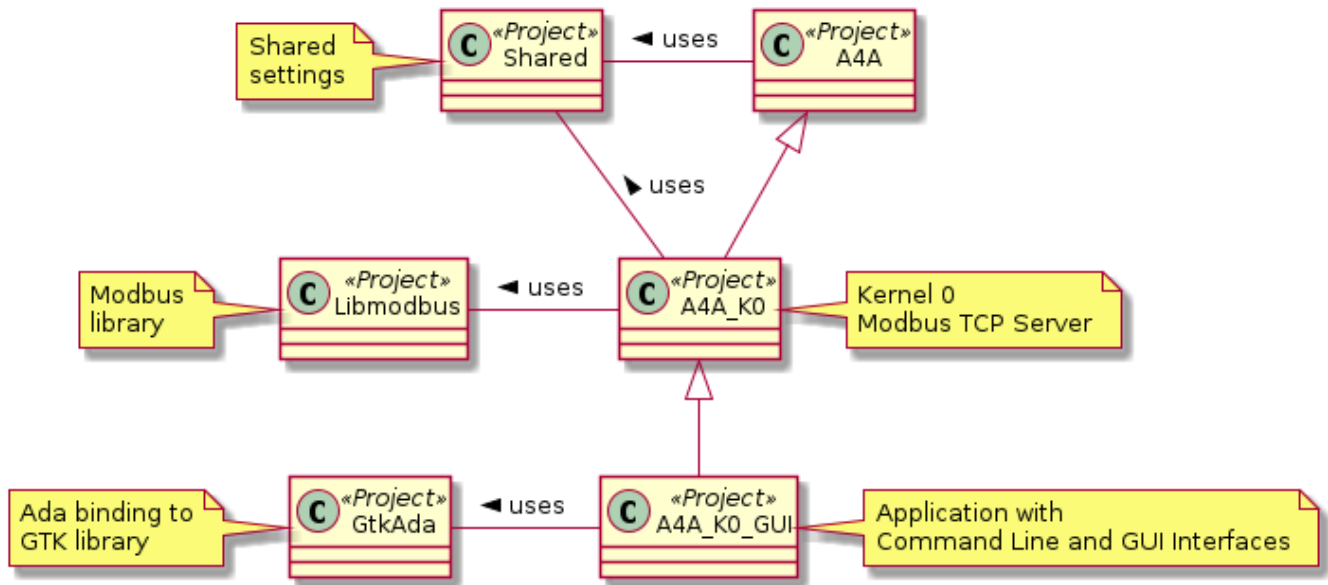 Shared
settings
C
«Project»
Shared
◄ uses
C
«Project»
A4A
◄ uses
Modbus
library
C
«Project»
Libmodbus
◄ uses
C
«Project»
A4A_K0
Kernel 0
Modbus TCP Server
Ada binding to
GTK library
C
«Project»
GtkAda
◄ uses
C
«Project»
A4A_K0_GUI
Application with
Command Line and GUI Interfaces